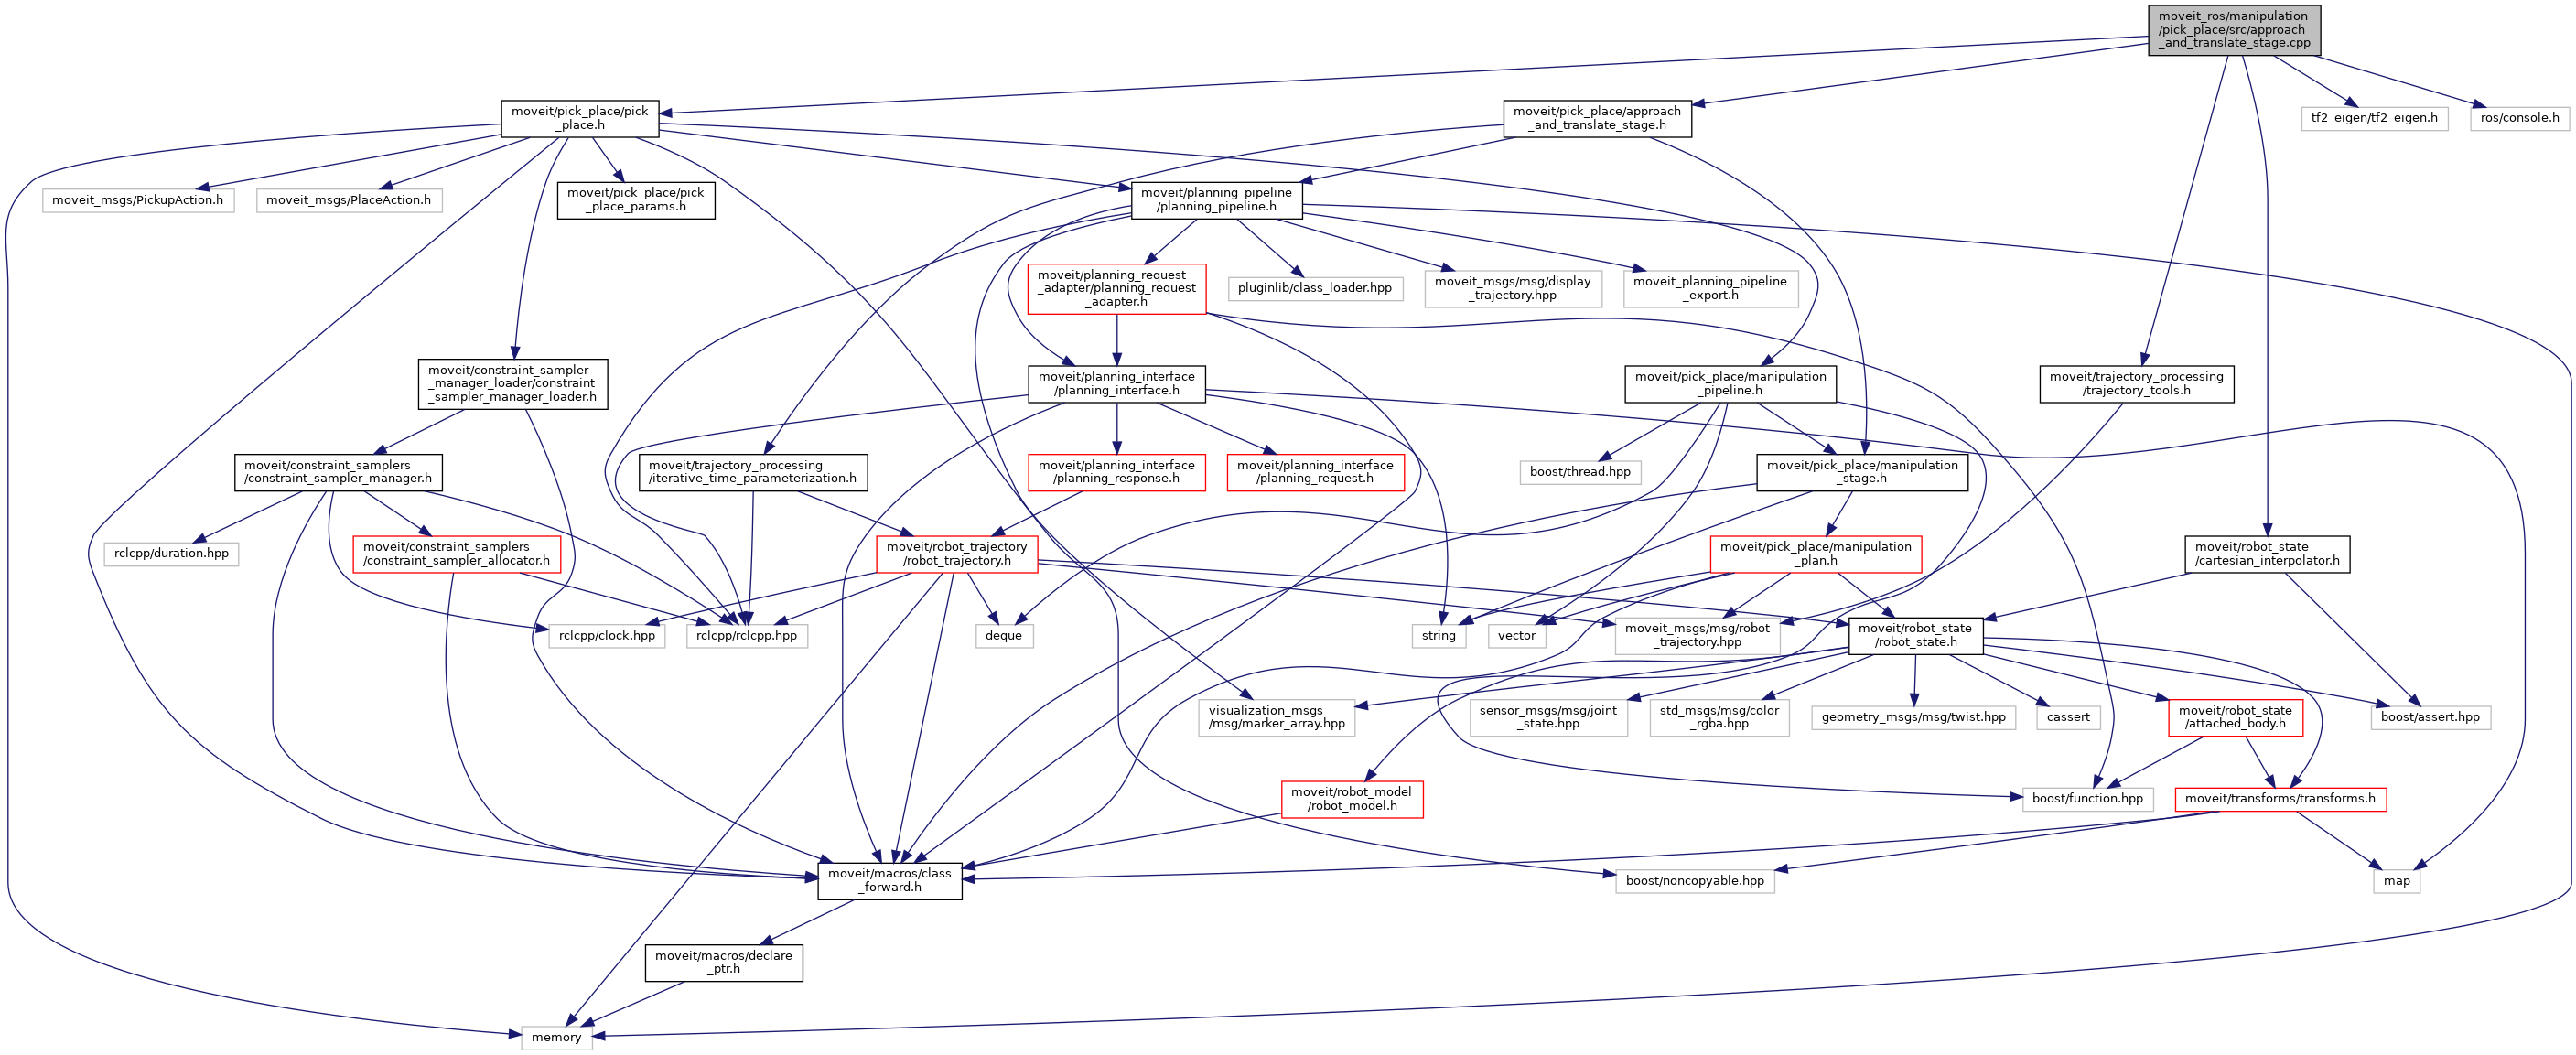 moveit_ros/manipulation
/pick_place/src/approach
_and_translate_stage.cpp
moveit/pick_place/pick
_place.h
moveit/pick_place/approach
_and_translate_stage.h
tf2_eigen/tf2_eigen.h
ros/console.h
moveit_msgs/PickupAction.h
moveit_msgs/PlaceAction.h
moveit/pick_place/pick
_place_params.h
moveit/planning_pipeline
/planning_pipeline.h
moveit/planning_request
_adapter/planning_request
_adapter.h
pluginlib/class_loader.hpp
moveit_msgs/msg/display
_trajectory.hpp
moveit_planning_pipeline
_export.h
moveit/constraint_sampler
_manager_loader/constraint
_sampler_manager_loader.h
moveit/planning_interface
/planning_interface.h
moveit/pick_place/manipulation
_pipeline.h
moveit/trajectory_processing
/trajectory_tools.h
moveit/constraint_samplers
/constraint_sampler_manager.h
moveit/trajectory_processing
/iterative_time_parameterization.h
moveit/planning_interface
/planning_response.h
moveit/planning_interface
/planning_request.h
boost/thread.hpp
moveit/pick_place/manipulation
_stage.h
rclcpp/duration.hpp
moveit/constraint_samplers
/constraint_sampler_allocator.h
moveit/robot_trajectory
/robot_trajectory.h
moveit/pick_place/manipulation
_plan.h
moveit/robot_state
/cartesian_interpolator.h
rclcpp/clock.hpp
rclcpp/rclcpp.hpp
deque
string
vector
moveit_msgs/msg/robot
_trajectory.hpp
moveit/robot_state
/robot_state.h
visualization_msgs
/msg/marker_array.hpp
sensor_msgs/msg/joint
_state.hpp
std_msgs/msg/color
_rgba.hpp
geometry_msgs/msg/twist.hpp
cassert
moveit/robot_state
/attached_body.h
boost/assert.hpp
moveit/robot_model
/robot_model.h
boost/function.hpp
moveit/transforms/transforms.h
moveit/macros/class
_forward.h
boost/noncopyable.hpp
map
moveit/macros/declare
_ptr.h
memory